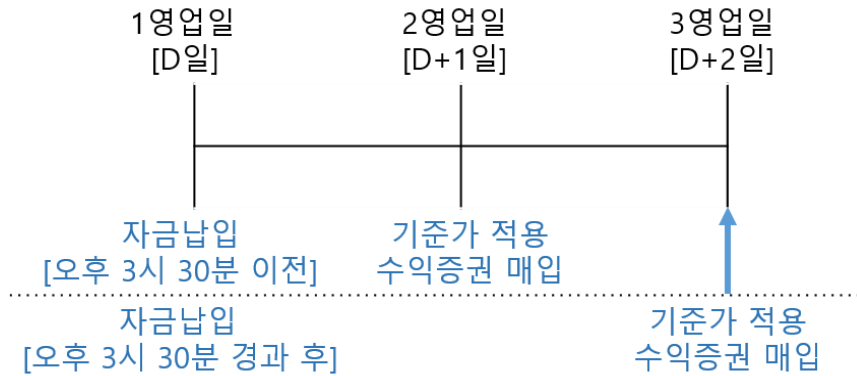 1영업일
[D일]
2영업일
[D+1일]
3영업일
[D+2일]
자금납입
[오후 3시 30분 이전]
기준가 적용
수익증권 매입
자금납입
[오후 3시 30분 경과 후]
기준가 적용
수익증권 매입